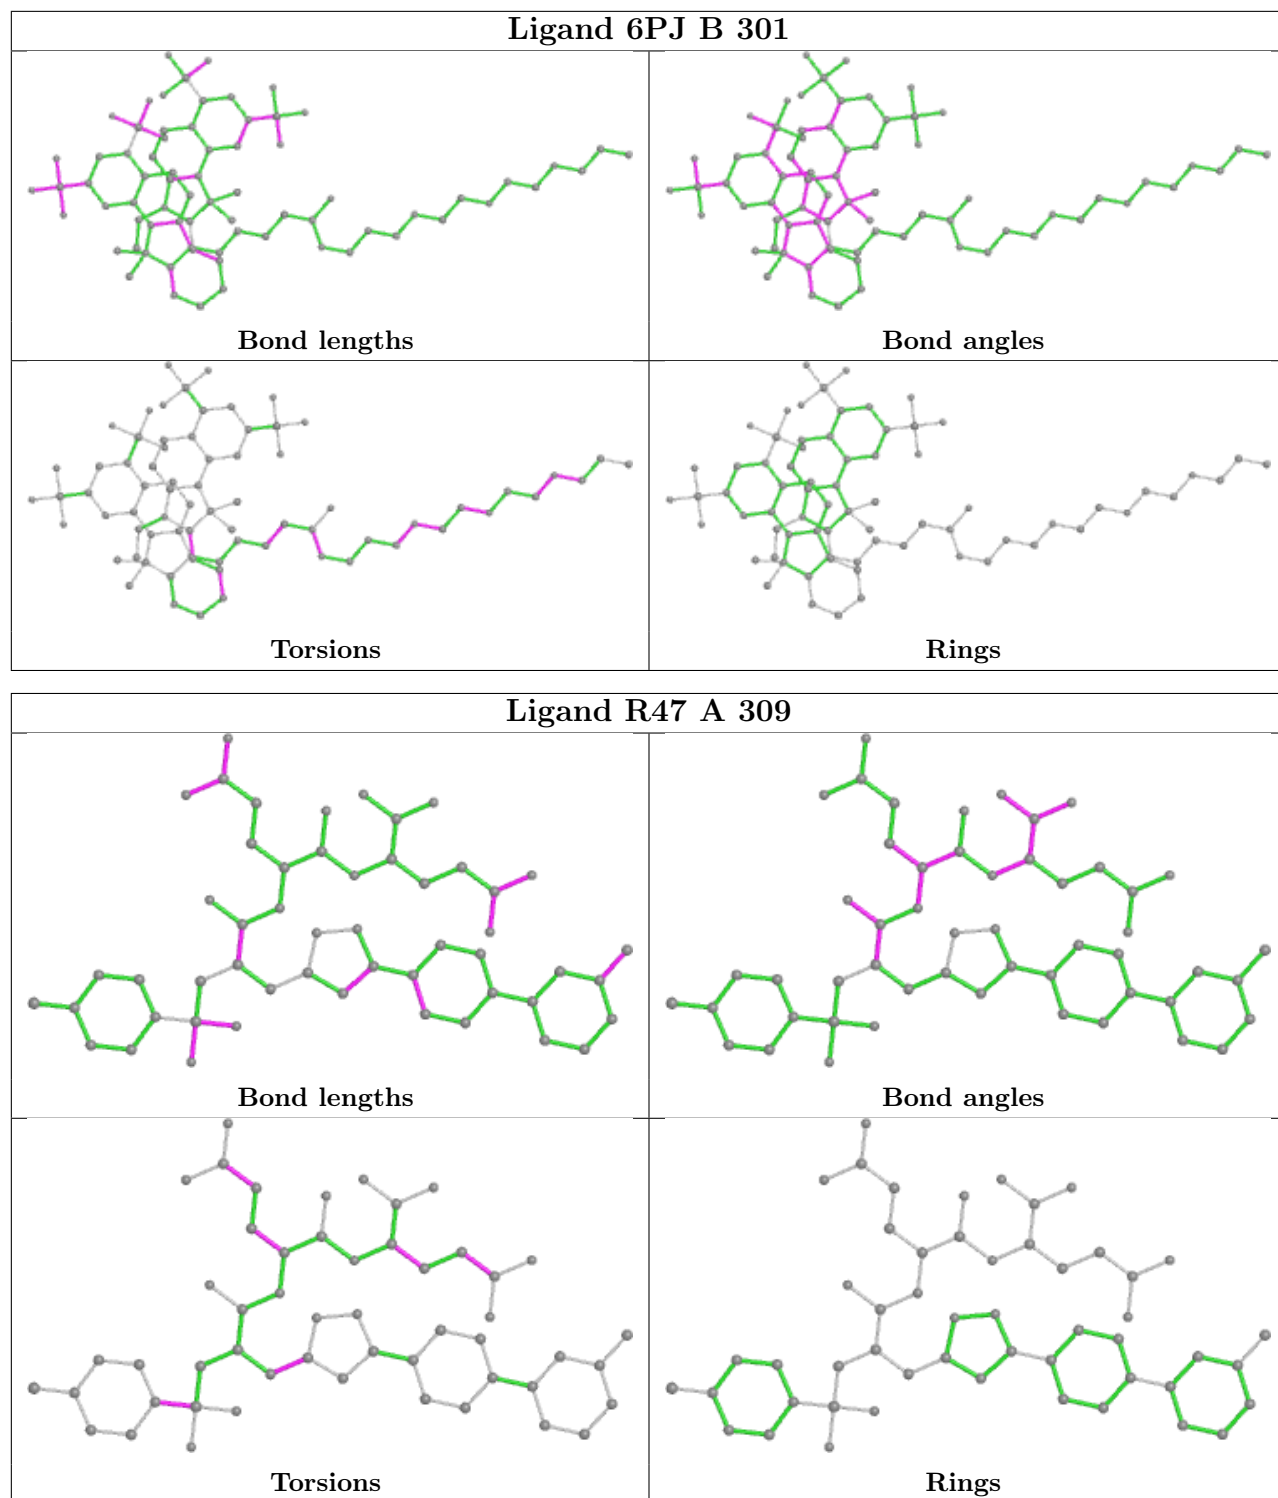 Ligand 6PJ B 301
Bond lengths
Bond angles
Torsions
Rings
Ligand R47 A 309
Bond lengths
Bond angles
Torsions
Rings